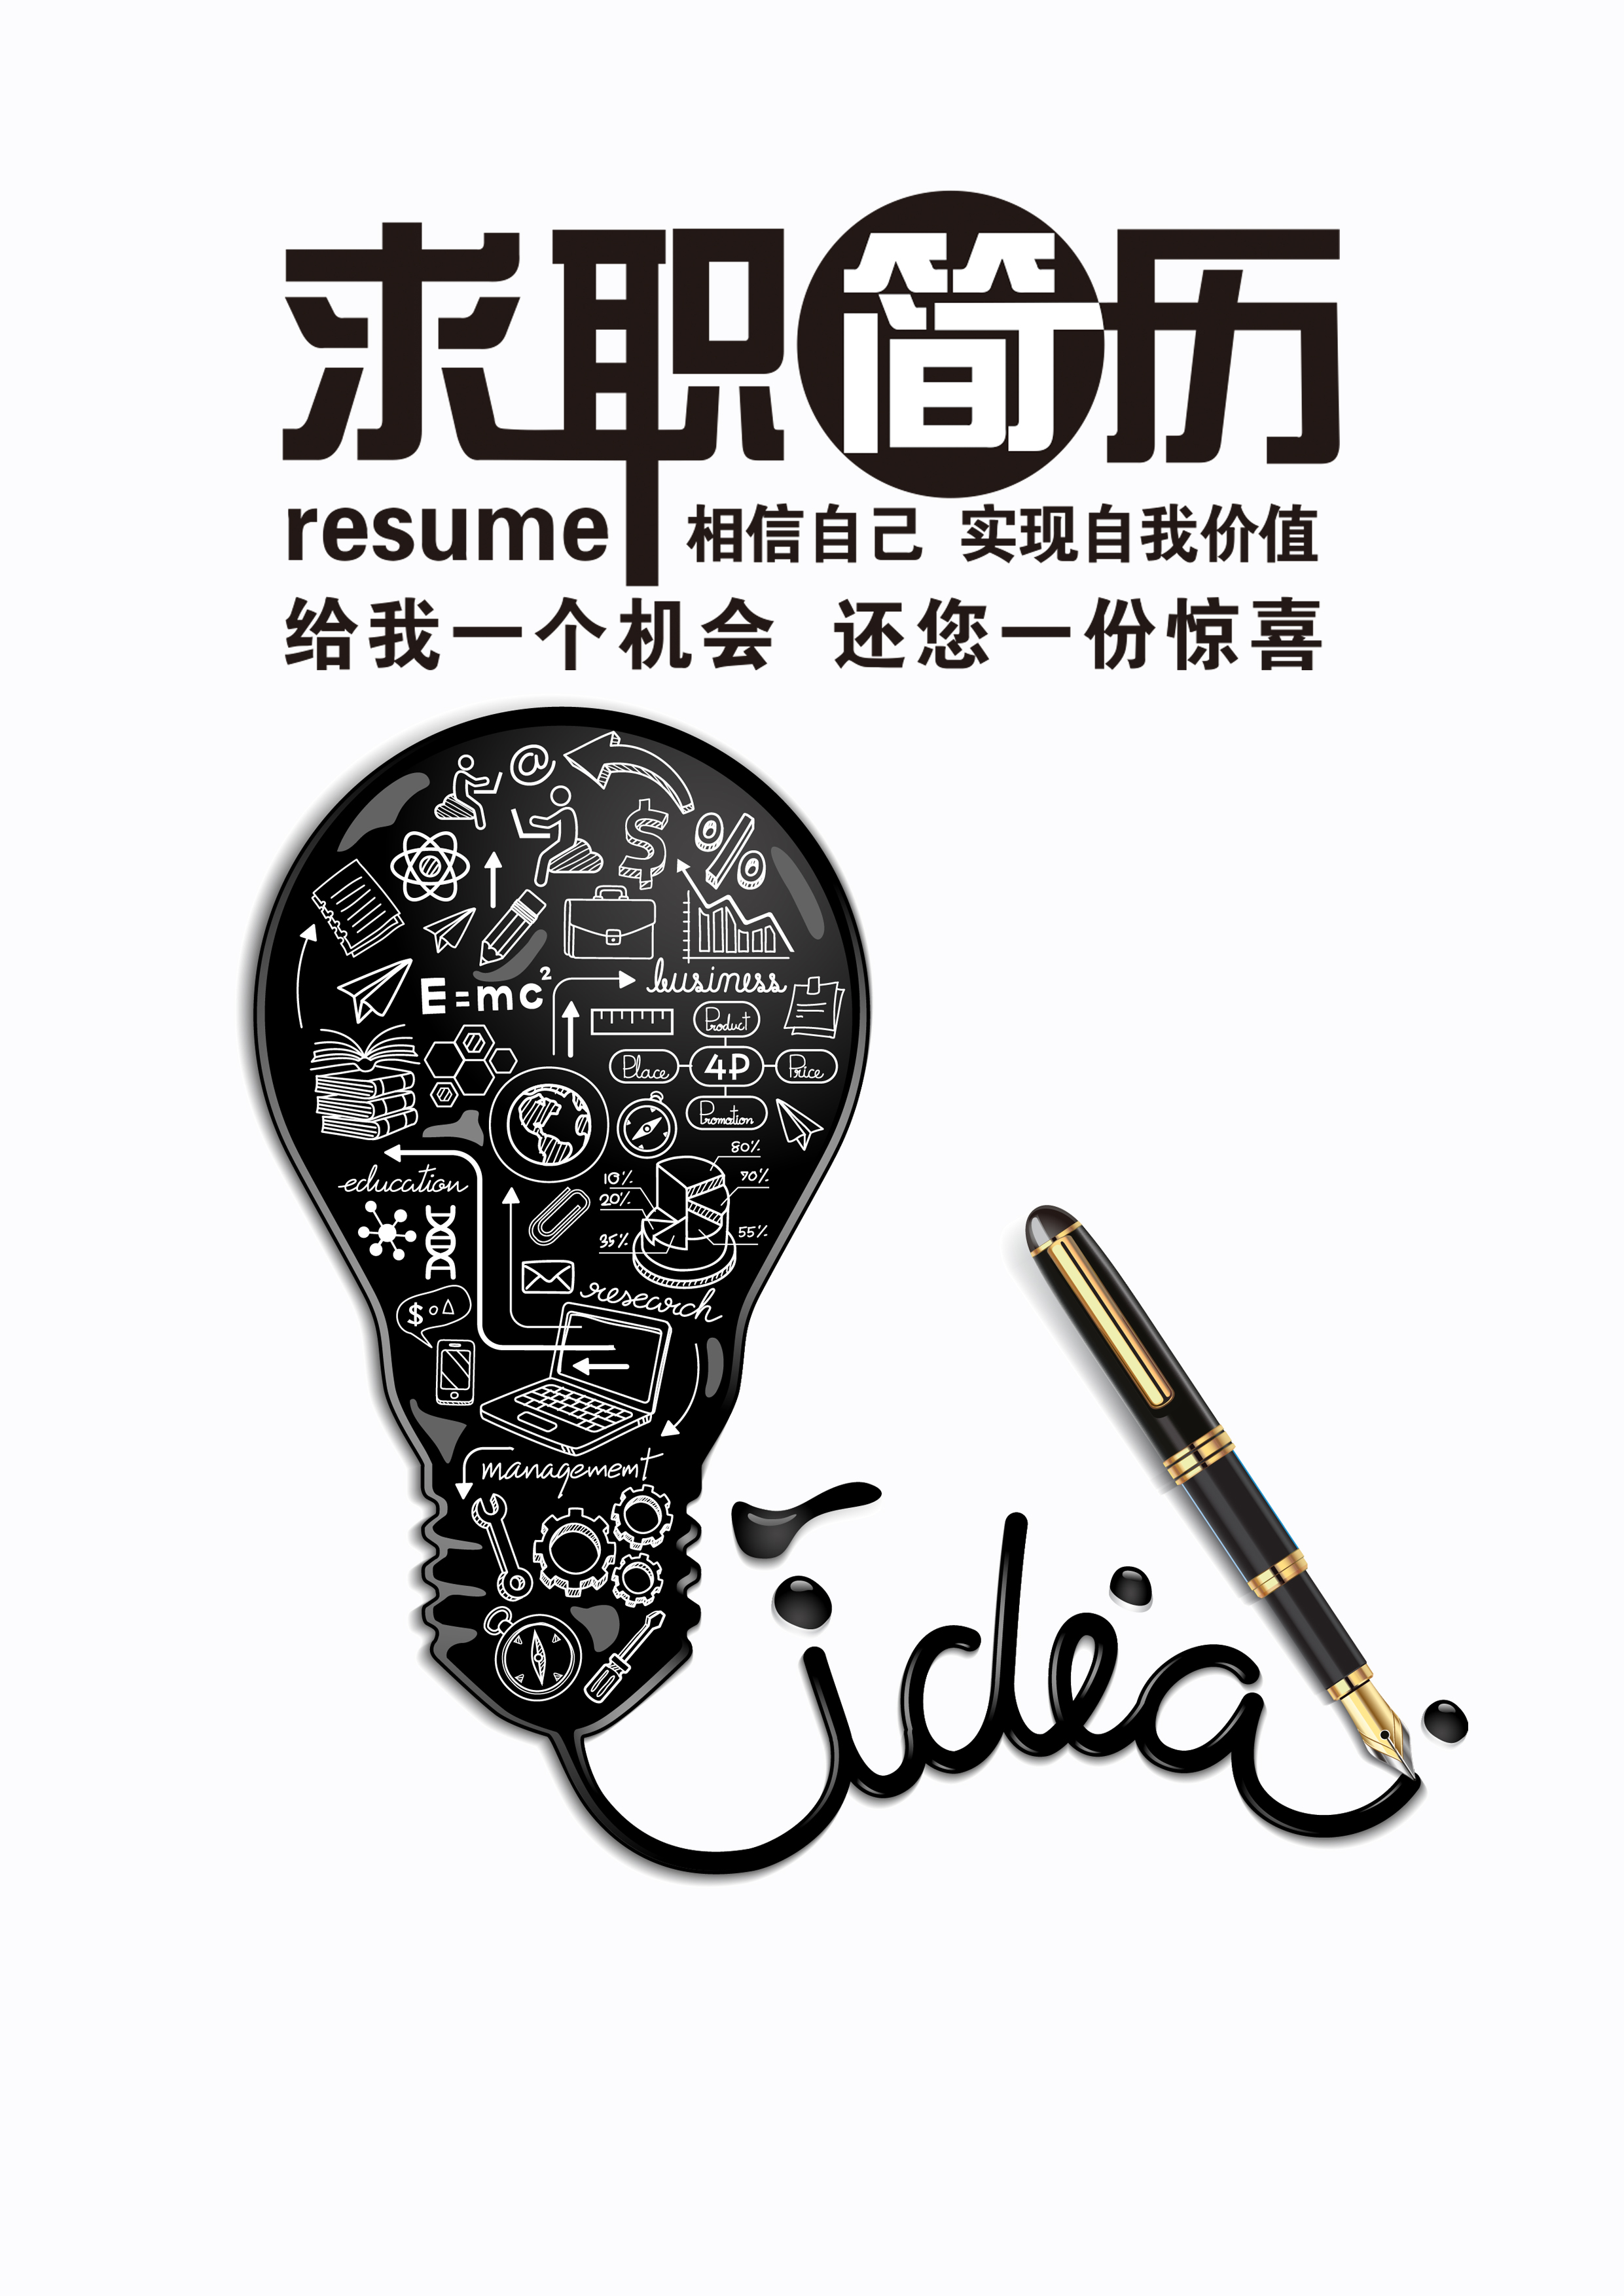 求职简历
resume 相信自己 实现自我价值
给我一个机会 还您一份惊喜
@
$ %
E=mc²
business
Product
Place 4P Price
Promotion
80%
10% 70%
20%
35% 55%
education
research
$
management
idea